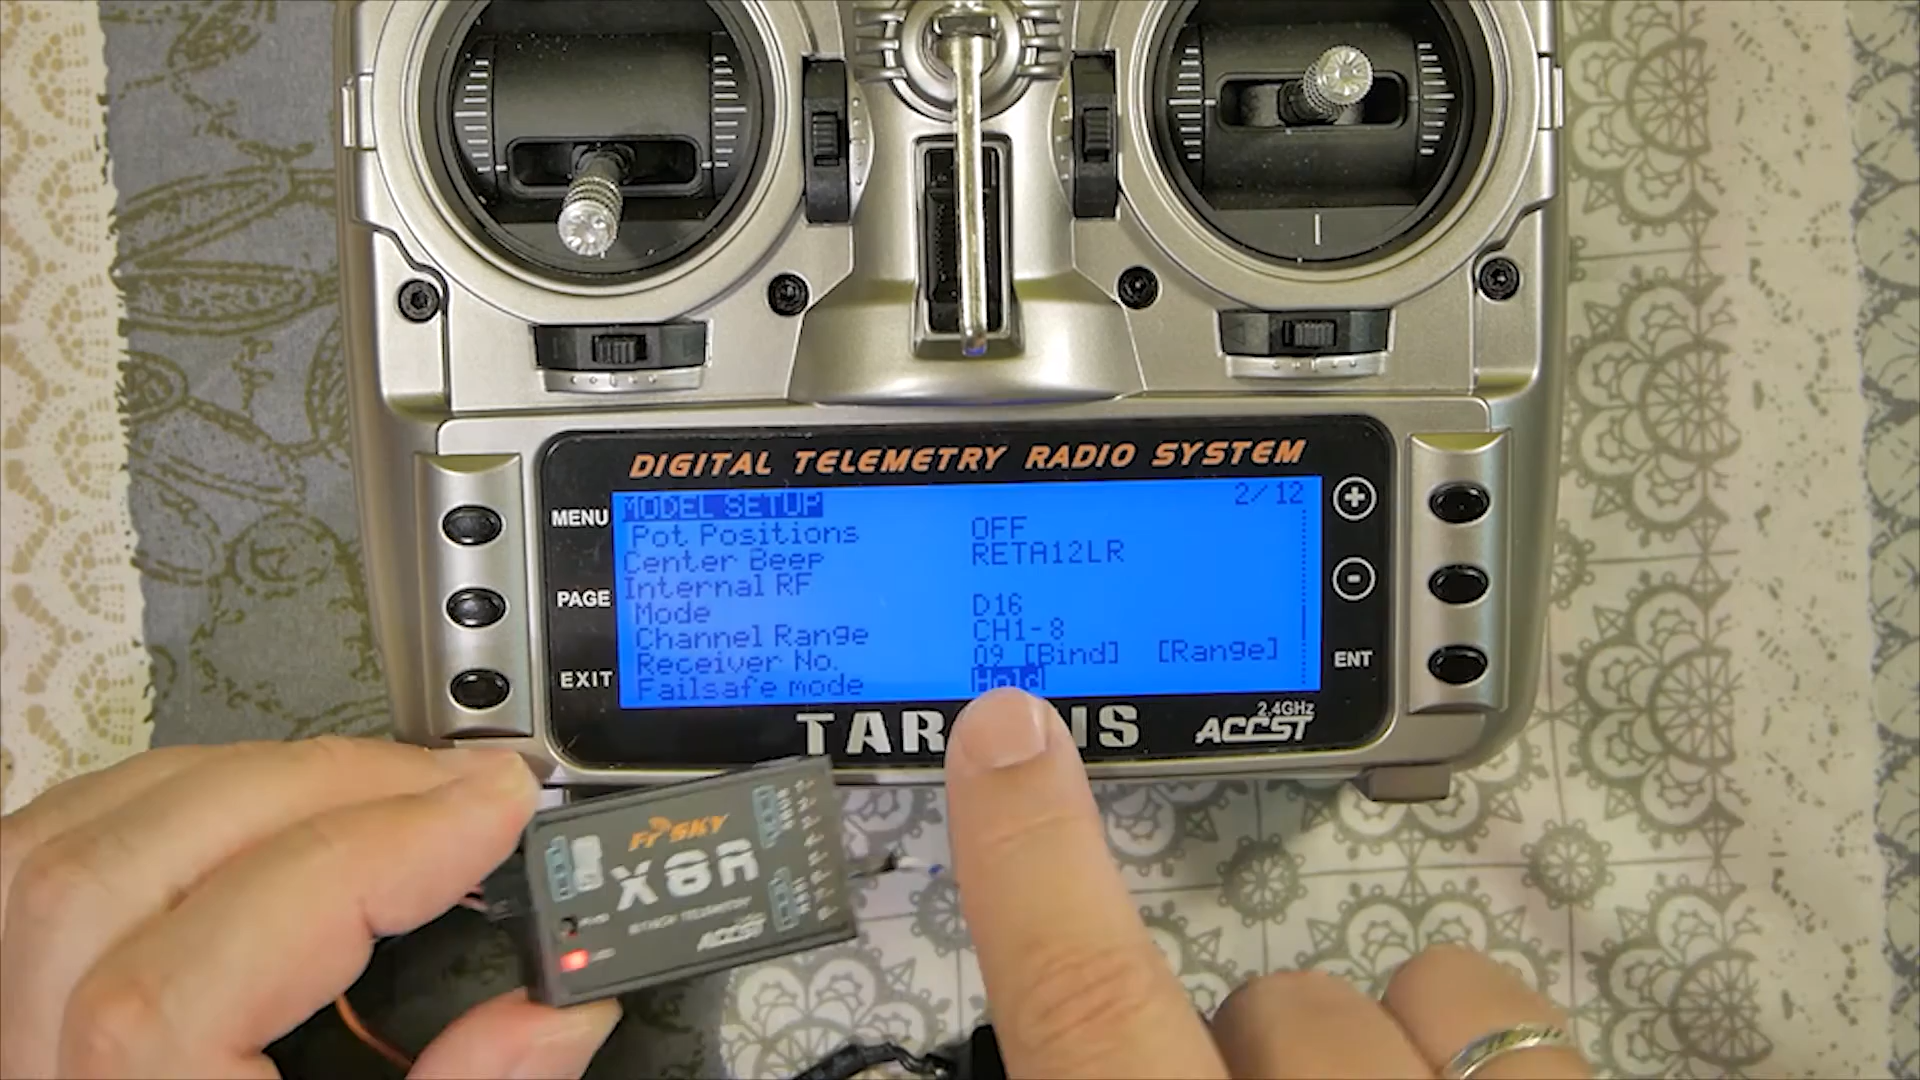 DIGITAL TELEMETRY RADIO SYSTEM
MENU
PAGE
EXIT
MODEL SETUP 2/12
Pot Positions OFF
Center Beep RETA12LR
Internal RF
Mode D16
Channel Range CH1-8
Receiver No. 09 [Bind] [Range]
Failsafe mode Hold
ENT
TAR IS
2.4GHz
ACCST
FrSKY
X8R
ACCST